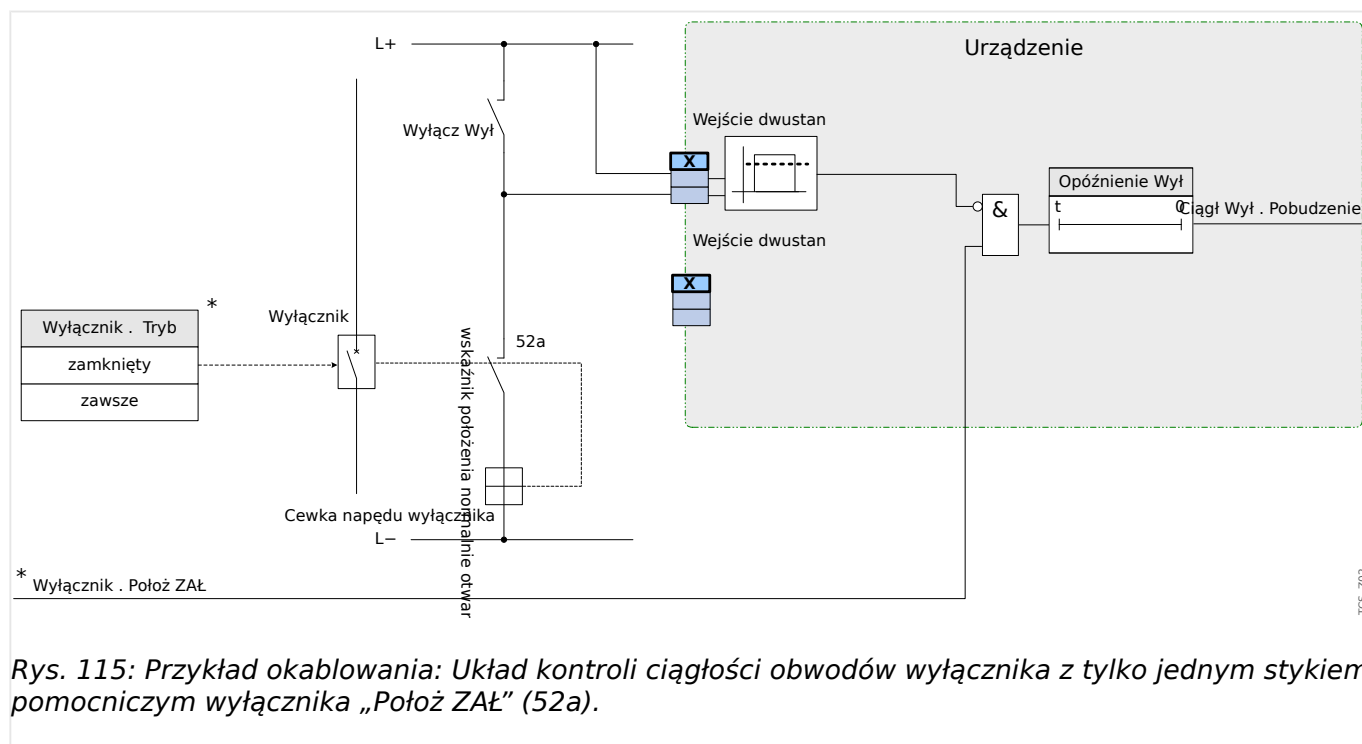 L+
Urządzenie
Wyłącz Wył
Wejście dwustan
X
&
Opóźnienie Wył
t
0
Ciągł Wył . Pobudzenie
Wejście dwustan
X
*
Wyłącznik . Tryb
zamknięty
zawsze
Wyłącznik
52a
wskaźnik położenia normalnie otwar
Cewka napędu wyłącznika
L−
* Wyłącznik . Położ ZAŁ
Rys. 115: Przykład okablowania: Układ kontroli ciągłości obwodów wyłącznika z tylko jednym stykiem
pomocniczym wyłącznika „Położ ZAŁ” (52a).